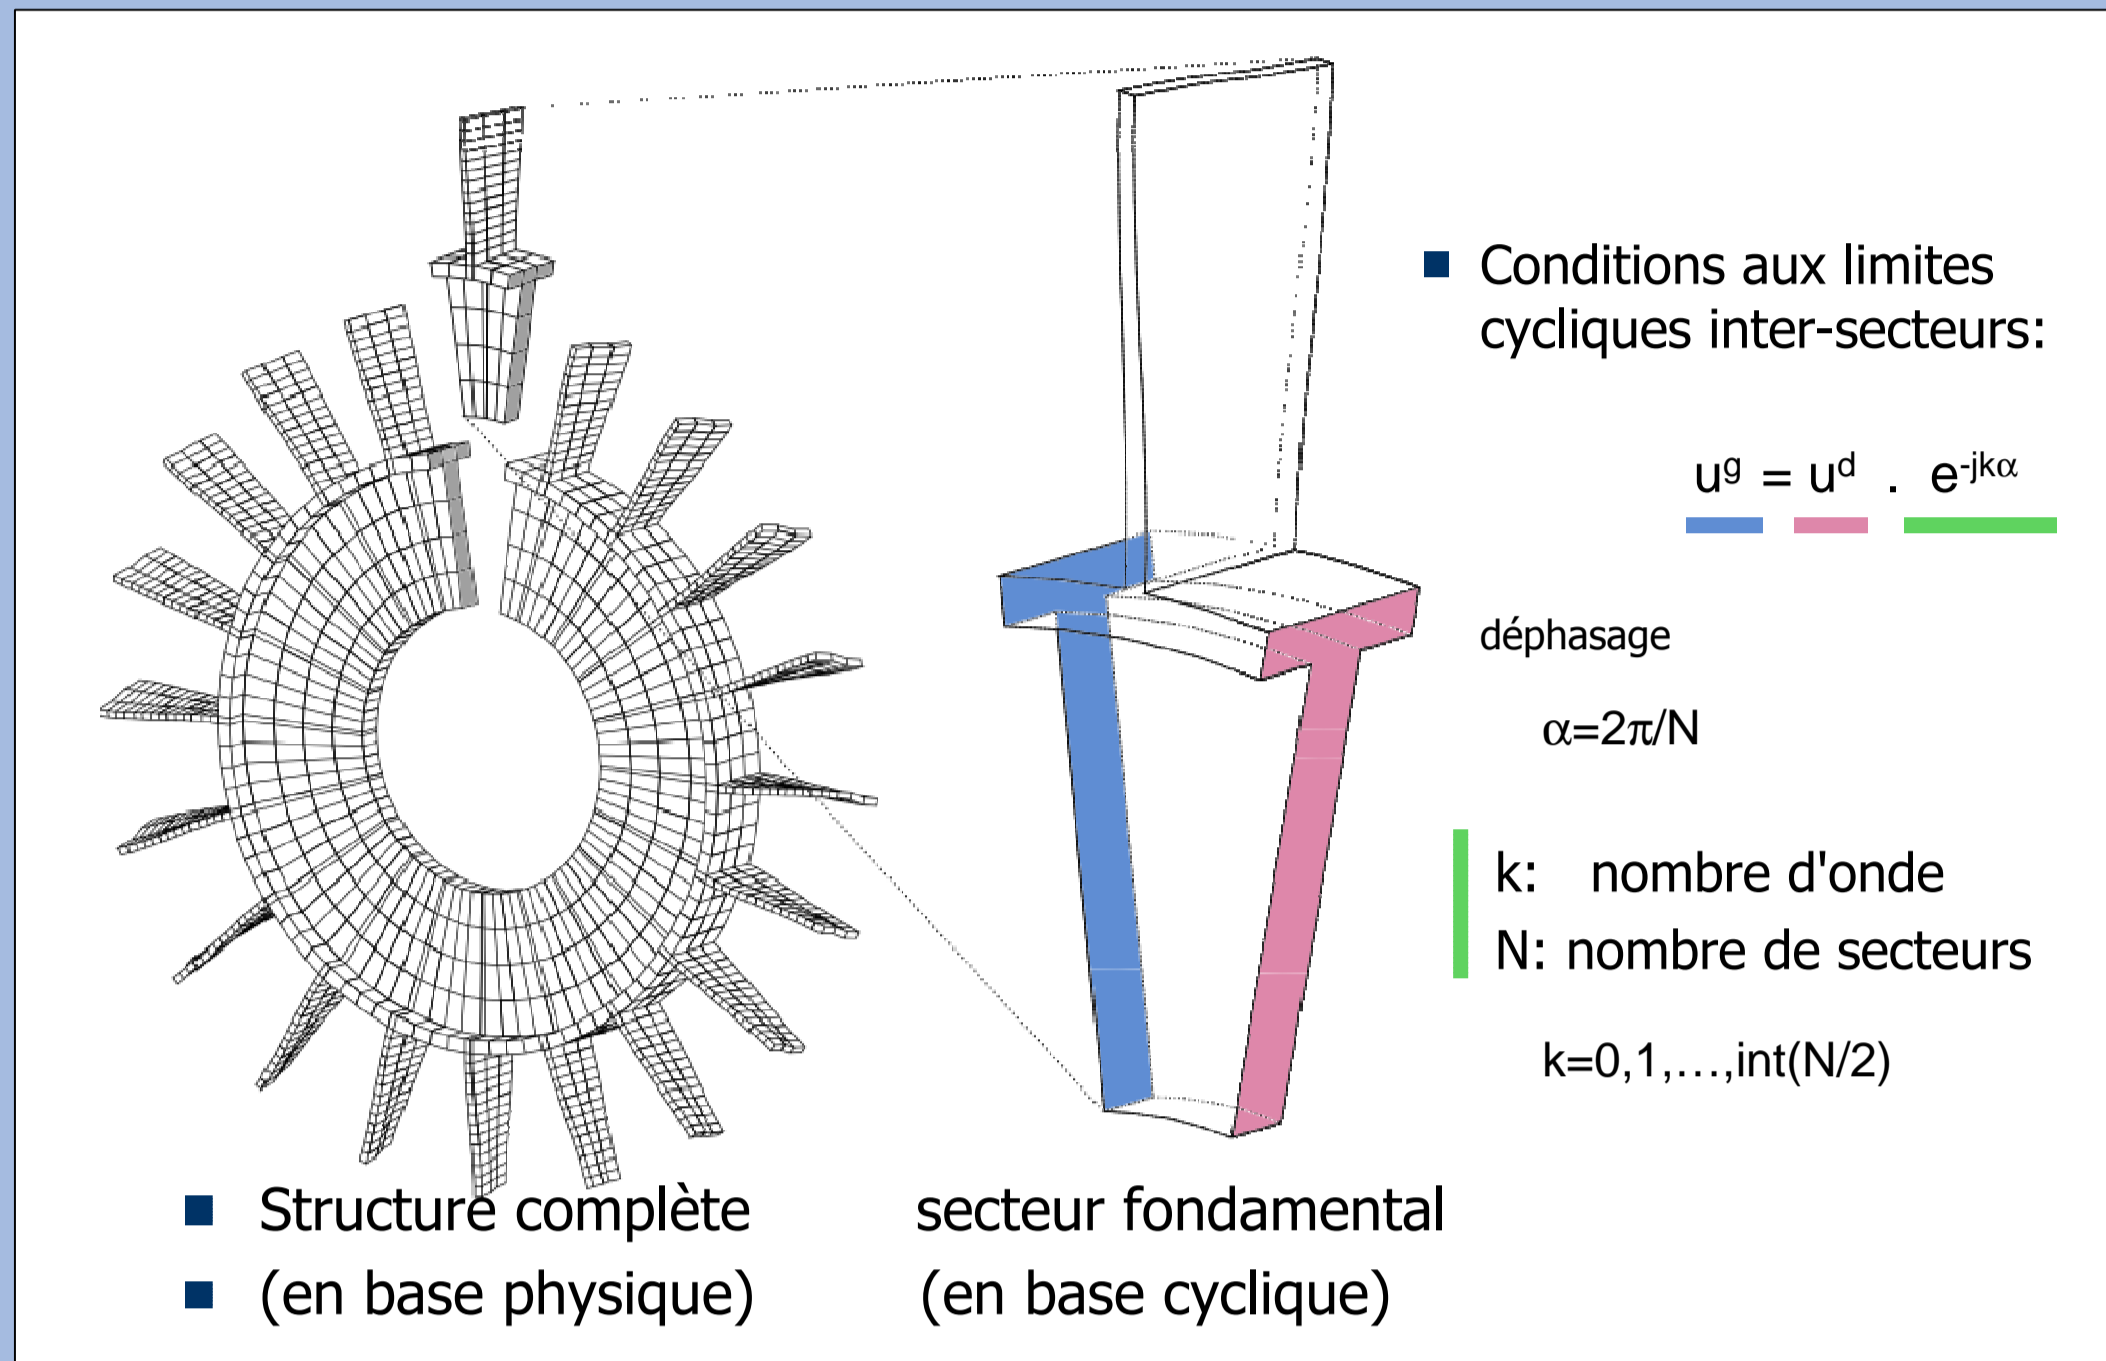 Conditions aux limites
cycliques inter-secteurs:
uᵍ = uᵈ . e⁻ʲᵏᵅ
déphasage
α=2π/N
k: nombre d'onde
N: nombre de secteurs
k=0,1,…,int(N/2)
Structure complète secteur fondamental
(en base physique) (en base cyclique)